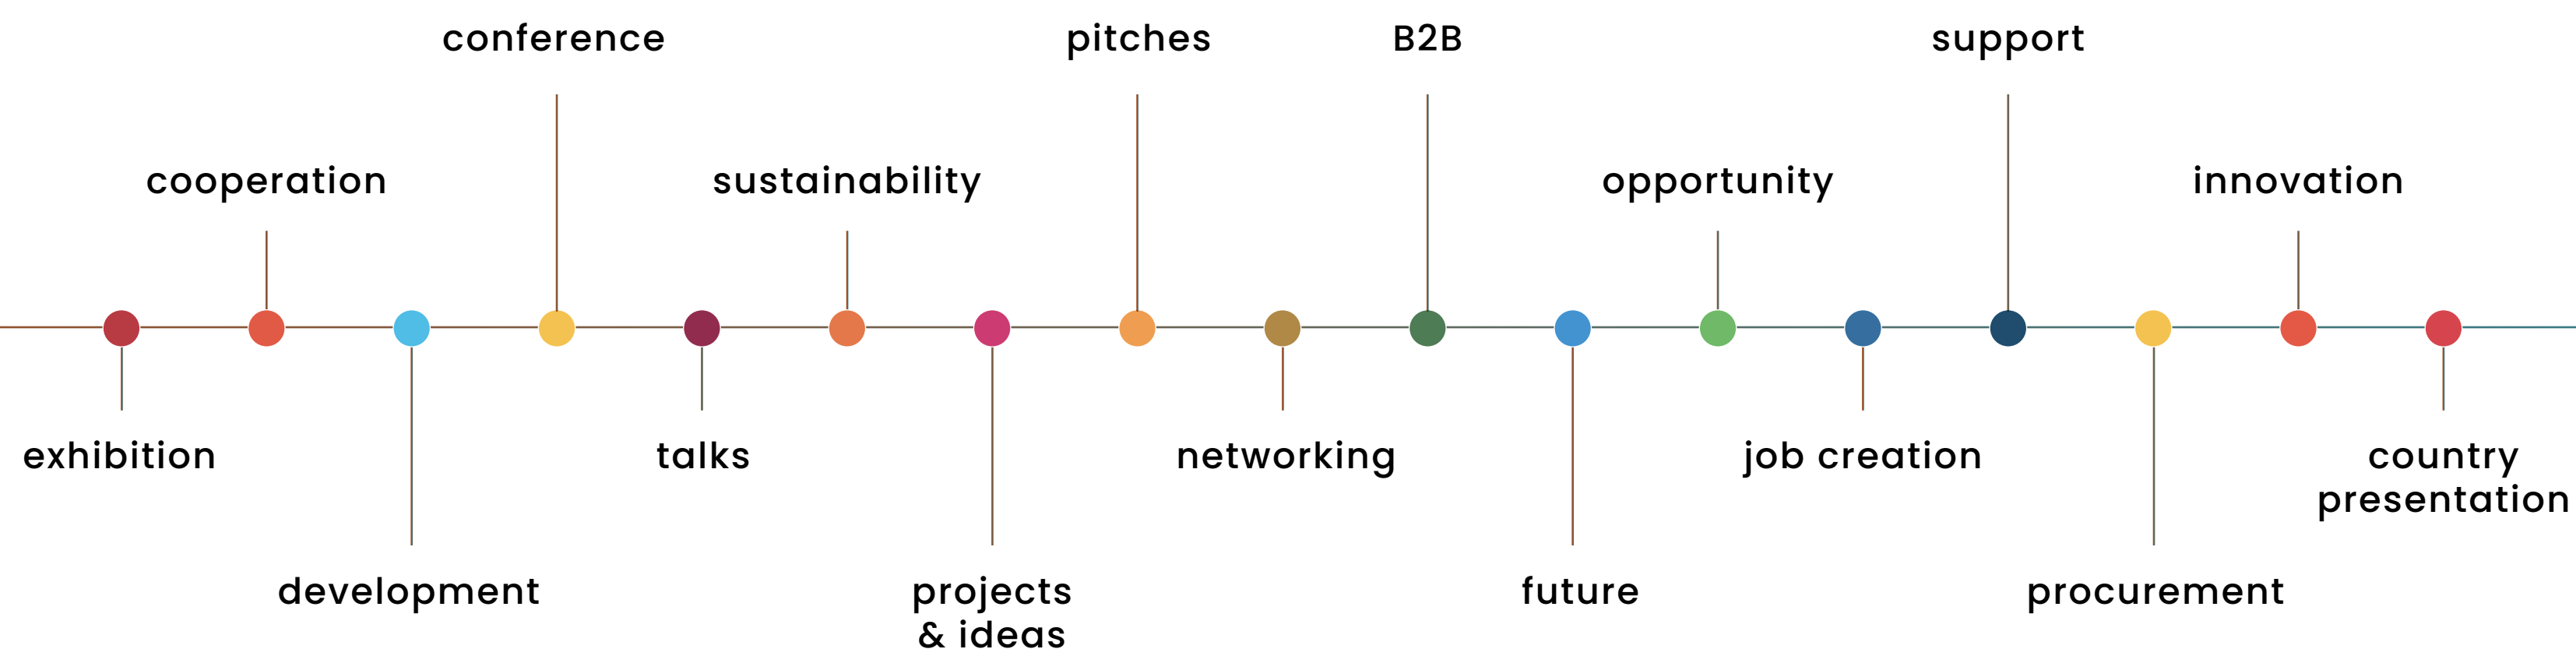 conference
pitches
B2B
support
cooperation
sustainability
opportunity
innovation
exhibition
talks
networking
job creation
country
presentation
development
projects
& ideas
future
procurement